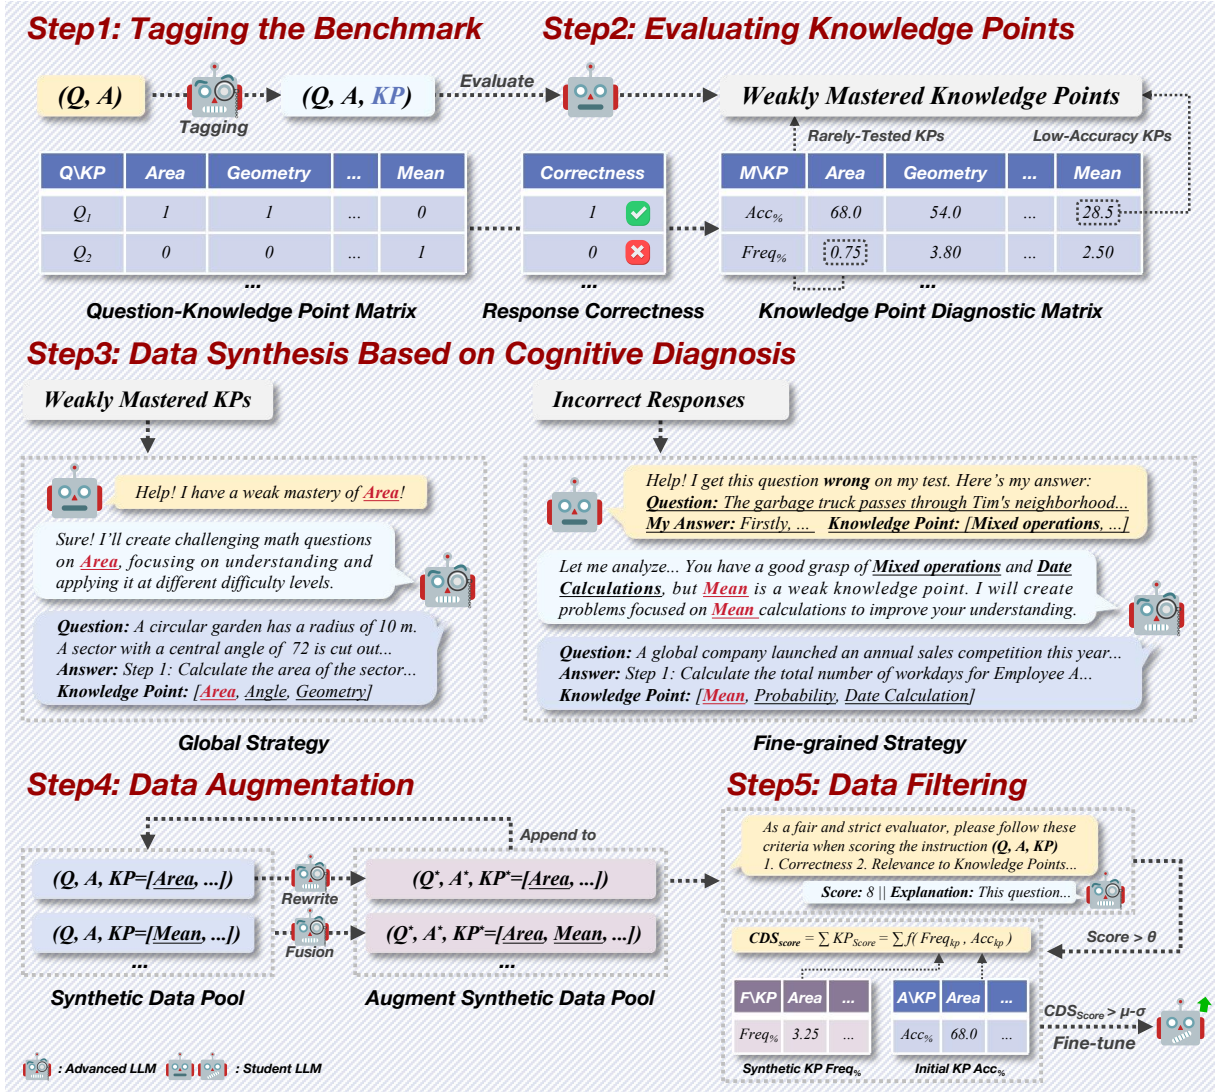 Step1: Tagging the Benchmark
Step2: Evaluating Knowledge Points
(Q, A)
Tagging
(Q, A, KP)
Evaluate
Weakly Mastered Knowledge Points
Rarely-Tested KPs
Low-Accuracy KPs
Q\KP Area Geometry ... Mean
Q1 1 1 ... 0
Q2 0 0 ... 1
...
Question-Knowledge Point Matrix
Correctness
1
0
...
Response Correctness
M\KP Area Geometry ... Mean
Acc% 68.0 54.0 ... 28.5
Freq% 0.75 3.80 ... 2.50
...
Knowledge Point Diagnostic Matrix
Step3: Data Synthesis Based on Cognitive Diagnosis
Weakly Mastered KPs
Help! I have a weak mastery of Area!
Sure! I'll create challenging math questions
on Area, focusing on understanding and
applying it at different difficulty levels.
Question: A circular garden has a radius of 10 m.
A sector with a central angle of 72 is cut out...
Answer: Step 1: Calculate the area of the sector...
Knowledge Point: [Area, Angle, Geometry]
Global Strategy
Incorrect Responses
Help! I get this question wrong on my test. Here's my answer:
Question: The garbage truck passes through Tim's neighborhood...
My Answer: Firstly, ... Knowledge Point: [Mixed operations, ...]
Let me analyze... You have a good grasp of Mixed operations and Date
Calculations, but Mean is a weak knowledge point. I will create
problems focused on Mean calculations to improve your understanding.
Question: A global company launched an annual sales competition this year...
Answer: Step 1: Calculate the total number of workdays for Employee A...
Knowledge Point: [Mean, Probability, Date Calculation]
Fine-grained Strategy
Step4: Data Augmentation
Append to
(Q, A, KP=[Area, ...])
(Q, A, KP=[Mean, ...])
...
Synthetic Data Pool
Rewrite
Fusion
(Q*, A*, KP*=[Area, ...])
(Q*, A*, KP*=[Area, Mean, ...])
...
Augment Synthetic Data Pool
Step5: Data Filtering
As a fair and strict evaluator, please follow these
criteria when scoring the instruction (Q, A, KP)
1. Correctness 2. Relevance to Knowledge Points...
Score: 8 || Explanation: This question...
Score > θ
CDSscore = ∑ KPScore = ∑ f( Freqkp , Acckp )
F\KP Area ...
Freq% 3.25 ...
Synthetic KP Freq%
A\KP Area ...
Acc% 68.0 ...
Initial KP Acc%
CDSScore > μ-σ
Fine-tune
: Advanced LLM : Student LLM